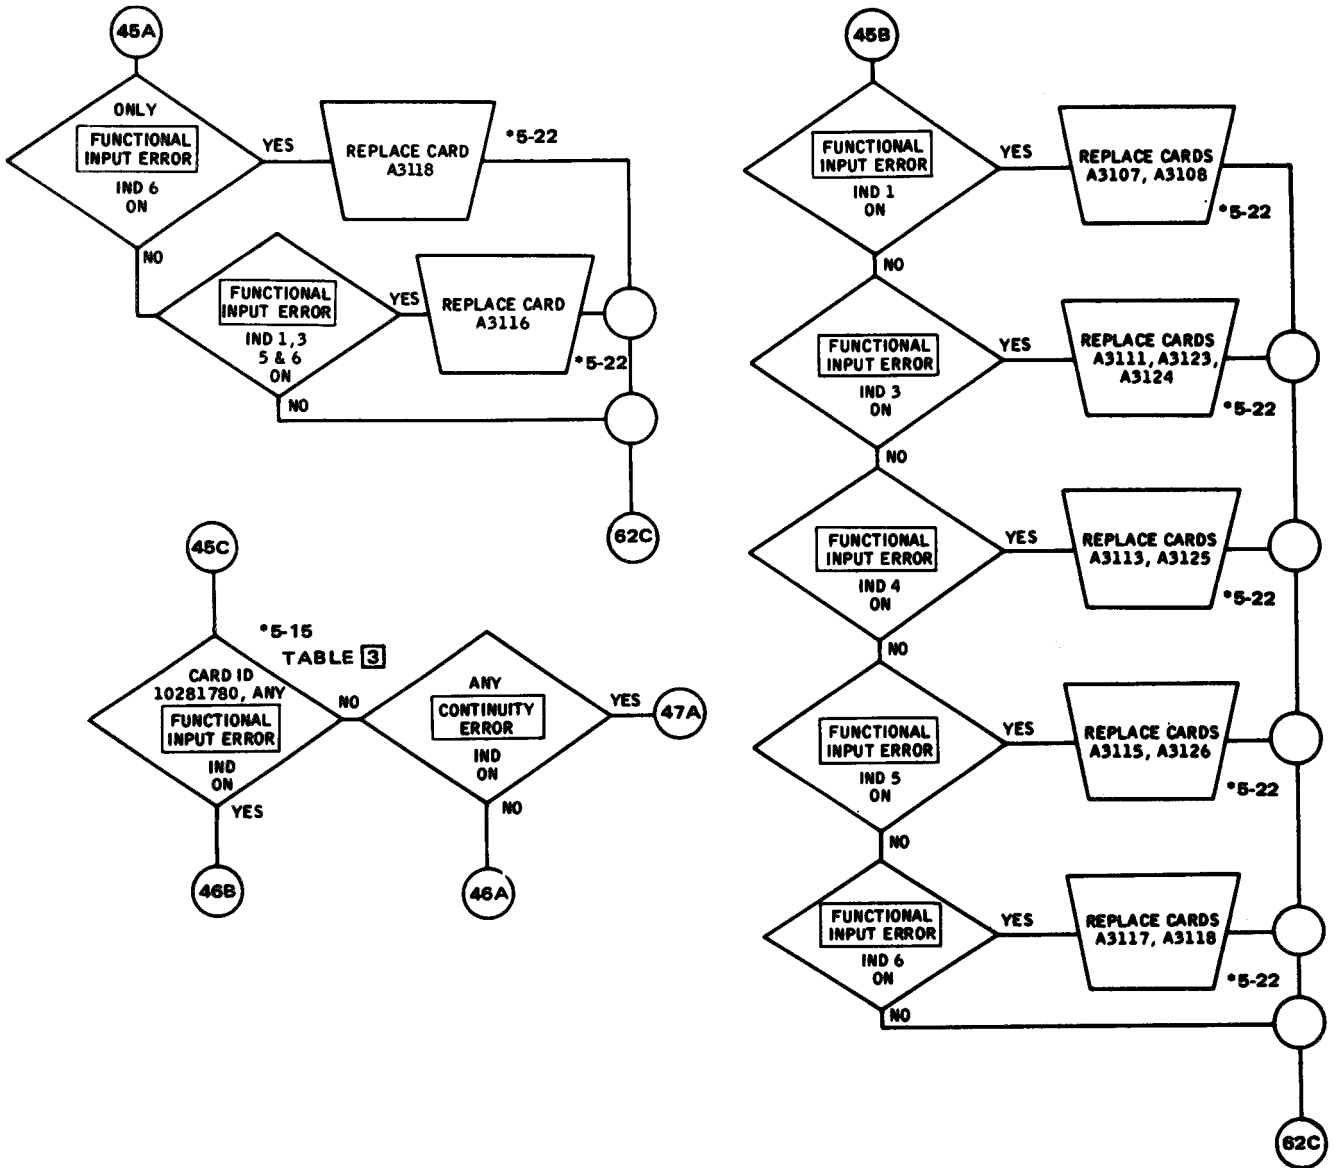 45A
ONLY
FUNCTIONAL
INPUT ERROR
IND 6
ON
YES
REPLACE CARD
A3118
*5-22
NO
FUNCTIONAL
INPUT ERROR
IND 1,3
5 & 6
ON
YES
REPLACE CARD
A3116
*5-22
NO
62C
45C
*5-15
TABLE 3
CARD ID
10281780, ANY
FUNCTIONAL
INPUT ERROR
IND
ON
NO
YES
46B
ANY
CONTINUITY
ERROR
IND
ON
YES
47A
NO
46A
45B
FUNCTIONAL
INPUT ERROR
IND 1
ON
YES
REPLACE CARDS
A3107, A3108
*5-22
NO
FUNCTIONAL
INPUT ERROR
IND 3
ON
YES
REPLACE CARDS
A3111, A3123,
A3124
*5-22
NO
FUNCTIONAL
INPUT ERROR
IND 4
ON
YES
REPLACE CARDS
A3113, A3125
*5-22
NO
FUNCTIONAL
INPUT ERROR
IND 5
ON
YES
REPLACE CARDS
A3115, A3126
*5-22
NO
FUNCTIONAL
INPUT ERROR
IND 6
ON
YES
REPLACE CARDS
A3117, A3118
*5-22
NO
62C